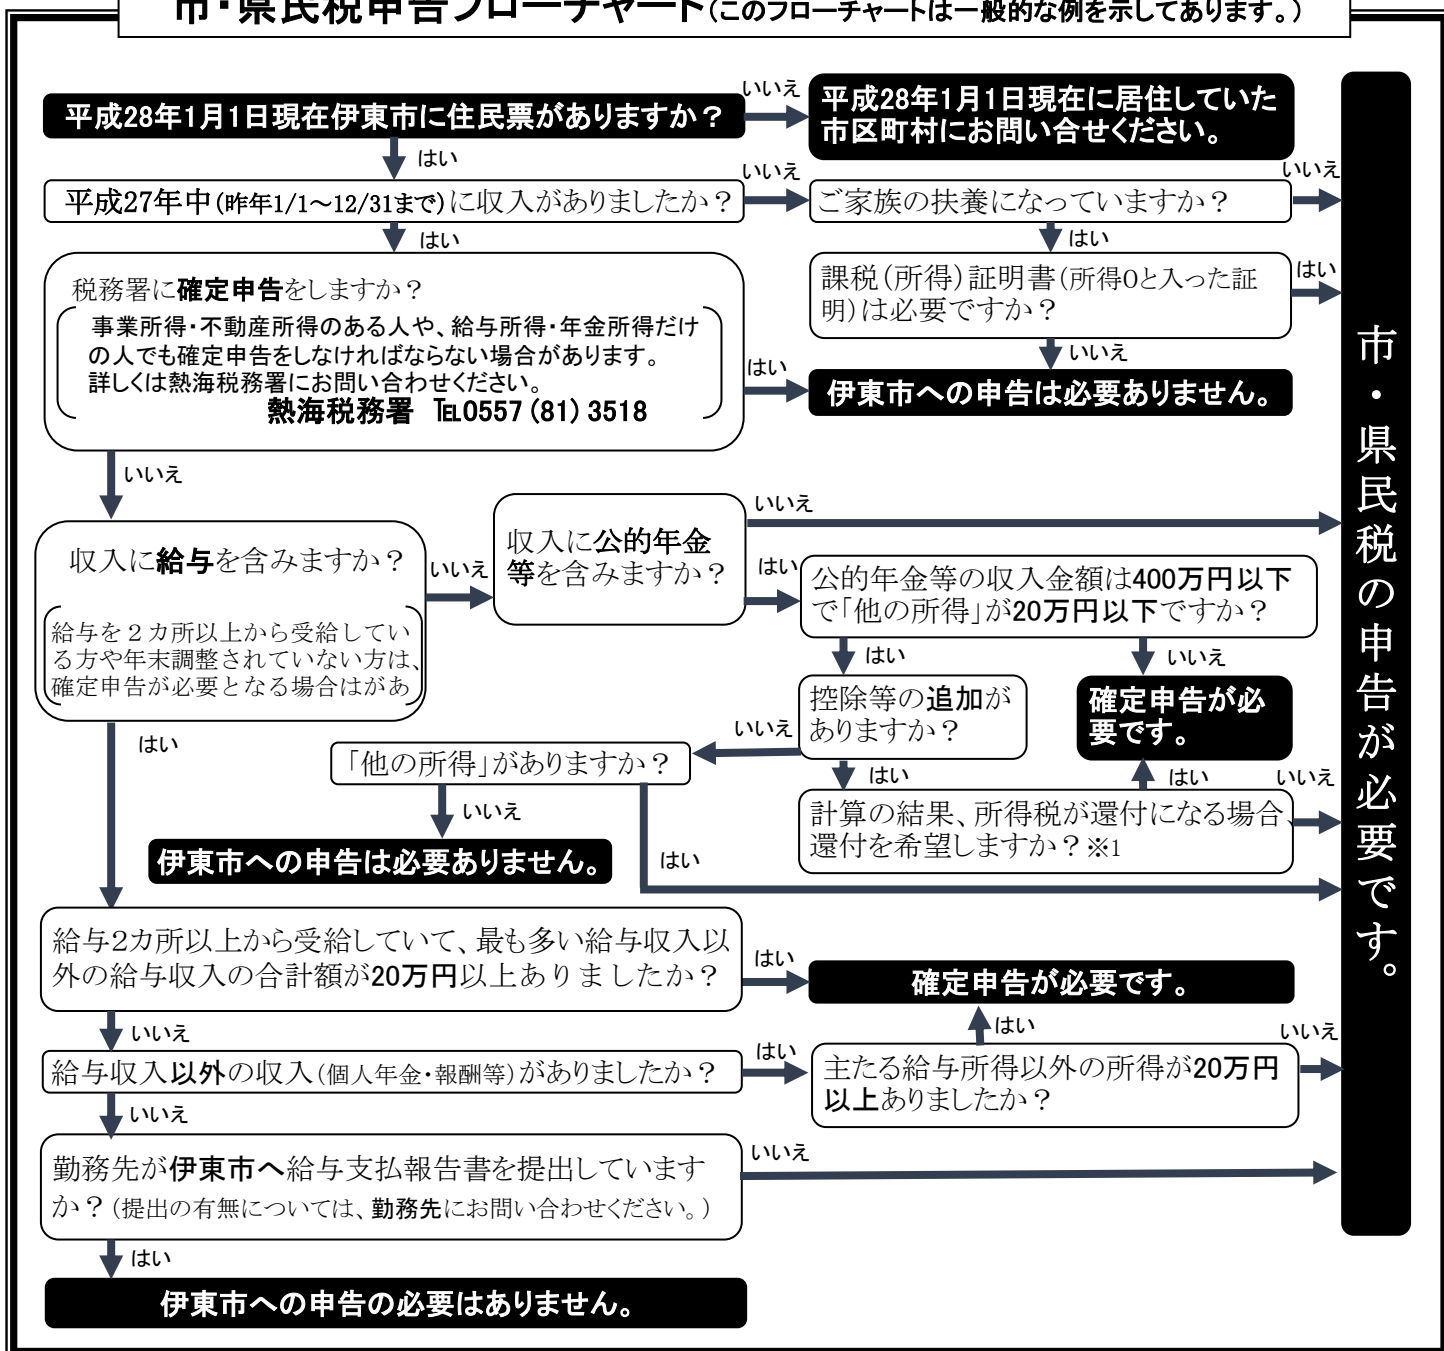 市・県民税申告フローチャート(このフローチャートは一般的な例を示してあります。)
平成28年1月1日現在伊東市に住民票がありますか？
いいえ
平成28年1月1日現在に居住していた
市区町村にお問い合せください。
はい
平成27年中(昨年1/1～12/31まで)に収入がありましたか？
いいえ
ご家族の扶養になっていますか？
いいえ
はい
はい
税務署に確定申告をしますか？
事業所得・不動産所得のある人や、給与所得・年金所得だけ
の人でも確定申告をしなければならない場合があります。
詳しくは熱海税務署にお問い合わせください。
熱海税務署 ℡0557(81)3518
課税(所得)証明書(所得0と入った証
明)は必要ですか？
はい
いいえ
はい
伊東市への申告は必要ありません。
いいえ
収入に給与を含みますか？
給与を２カ所以上から受給してい
る方や年末調整されていない方は、
確定申告が必要となる場合はがあ
いいえ
収入に公的年金
等を含みますか？
いいえ
はい
公的年金等の収入金額は400万円以下
で「他の所得」が20万円以下ですか？
はい
いいえ
控除等の追加が
ありますか？
確定申告が必
要です。
いいえ
「他の所得」がありますか？
はい
はい
いいえ
計算の結果、所得税が還付になる場合、
還付を希望しますか？※1
いいえ
伊東市への申告は必要ありません。
はい
はい
給与2カ所以上から受給していて、最も多い給与収入以
外の給与収入の合計額が20万円以上ありましたか？
はい
確定申告が必要です。
いいえ
はい
給与収入以外の収入(個人年金・報酬等)がありましたか？
はい
主たる給与所得以外の所得が20万円
以上ありましたか？
いいえ
いいえ
勤務先が伊東市へ給与支払報告書を提出しています
か？(提出の有無については、勤務先にお問い合わせください。)
いいえ
はい
伊東市への申告の必要はありません。
市・県民税の申告が必要です。